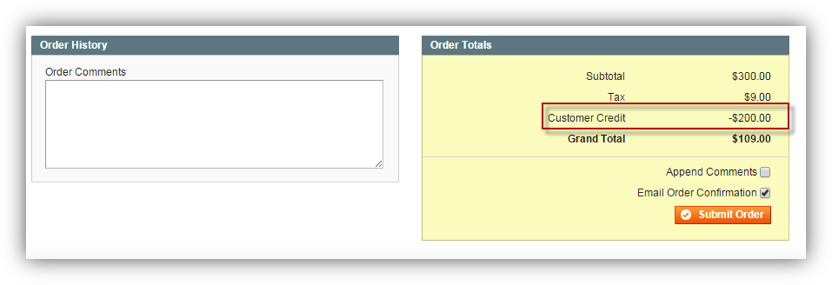 Order History
Order Comments
Order Totals
Subtotal $300.00
Tax $9.00
Customer Credit -$200.00
Grand Total $109.00
Append Comments
Email Order Confirmation
Submit Order